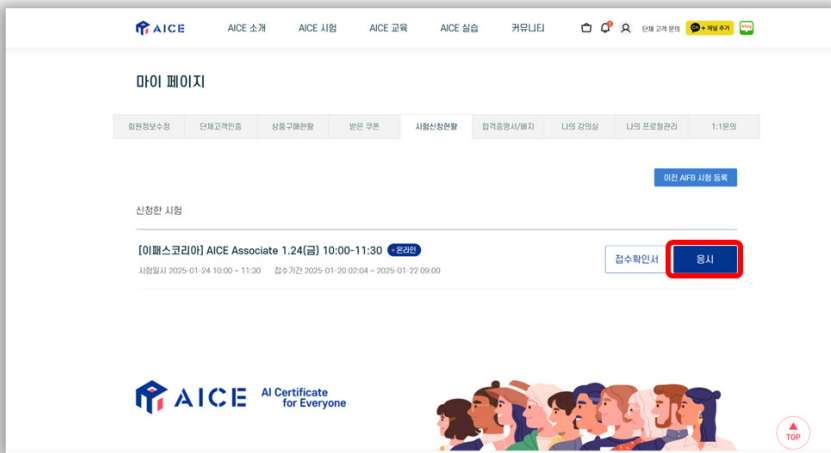 AICE
AICE 소개
AICE 시험
AICE 교육
AICE 실습
커뮤니티
단체 고객 문의
+ 채널 추가
마이 페이지
회원정보수정
단체고객인증
상품구매현황
받은 쿠폰
시험신청현황
합격증명서/배지
나의 강의실
나의 프로필관리
1:1문의
이전 AIFB 시험 등록
신청한 시험
[이패스코리아] AICE Associate 1.24(금) 10:00-11:30 • 온라인
접수확인서
응시
시험일시 2025-01-24 10:00 ~ 11:30 접수기간 2025-01-20 02:04 ~ 2025-01-22 09:00
AICE
AI Certificate
for Everyone
TOP